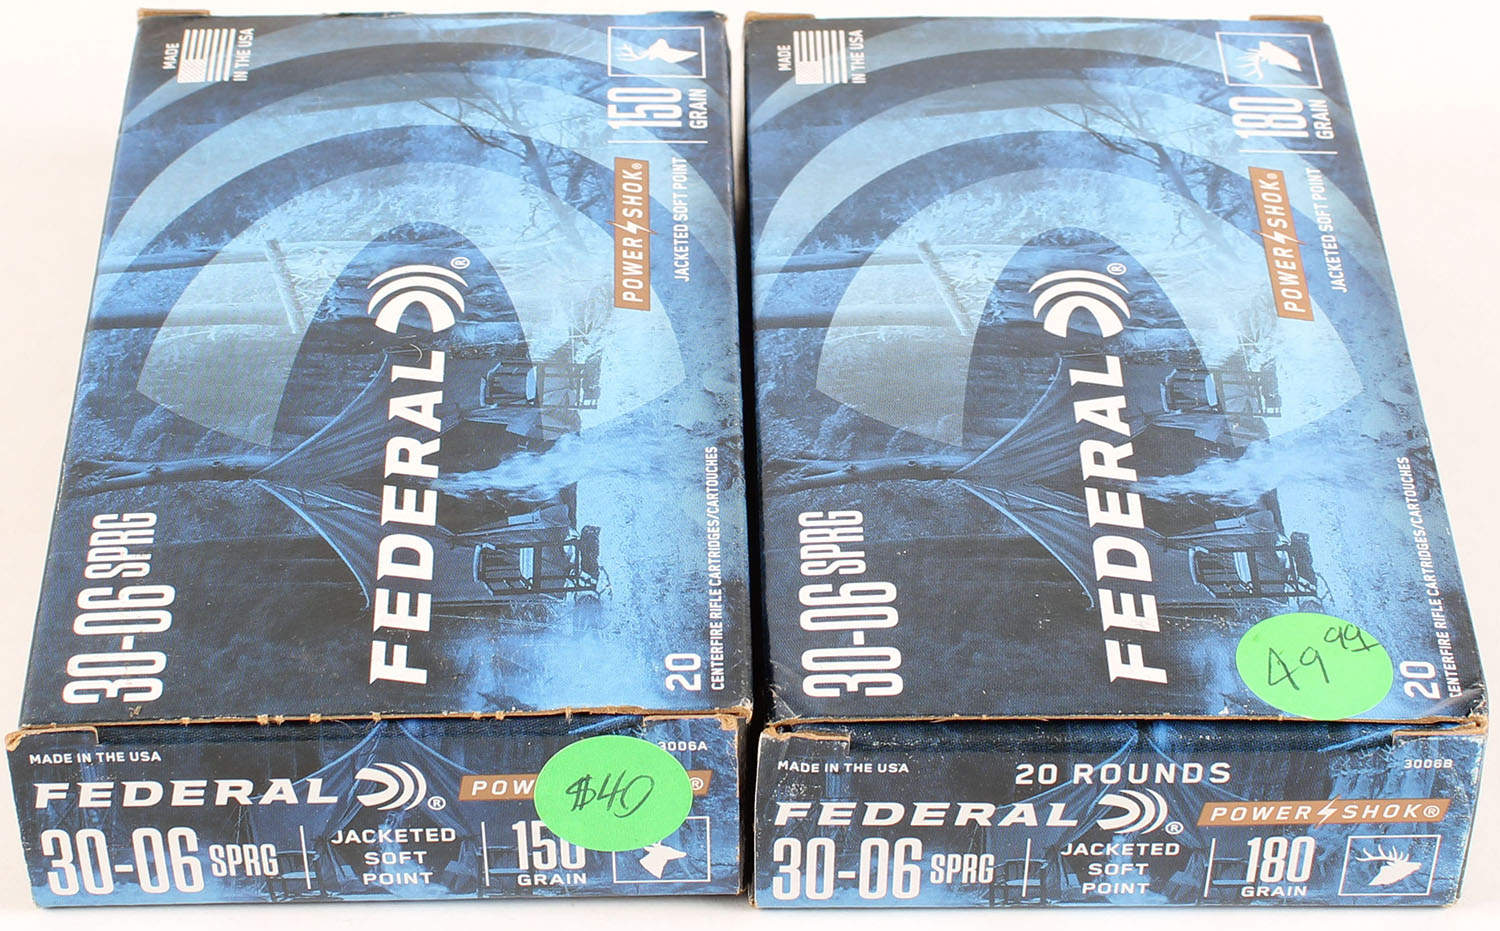 MADE
IN THE USA
150
GRAIN
POWER SHOK®
JACKETED SOFT POINT
FEDERAL®
30-06 SPRG
20
CENTERFIRE RIFLE CARTRIDGES/CARTOUCHES
MADE IN THE USA
3006A
FEDERAL®
POW
®
$40
30-06 SPRG
JACKETED
SOFT
POINT
150
GRAIN
MADE
IN THE USA
180
GRAIN
POWER SHOK®
JACKETED SOFT POINT
FEDERAL®
30-06 SPRG
49 99
20
CENTERFIRE RIFLE CARTRIDGES/CARTOUCHES
MADE IN THE USA
20 ROUNDS
3006B
FEDERAL®
POWER SHOK®
30-06 SPRG
JACKETED
SOFT
POINT
180
GRAIN